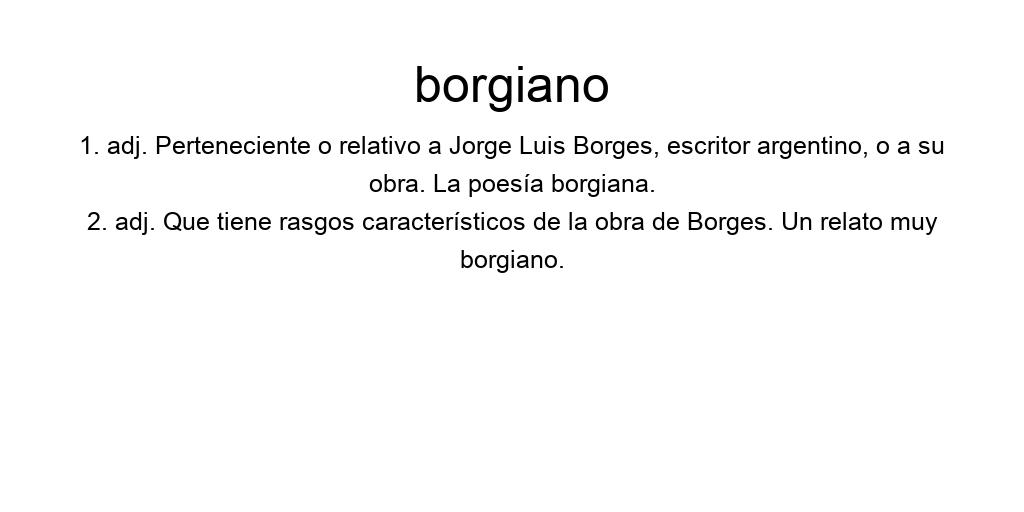 borgiano
1. adj. Perteneciente o relativo a Jorge Luis Borges, escritor argentino, o a su
obra. La poesía borgiana.
2. adj. Que tiene rasgos característicos de la obra de Borges. Un relato muy
borgiano.